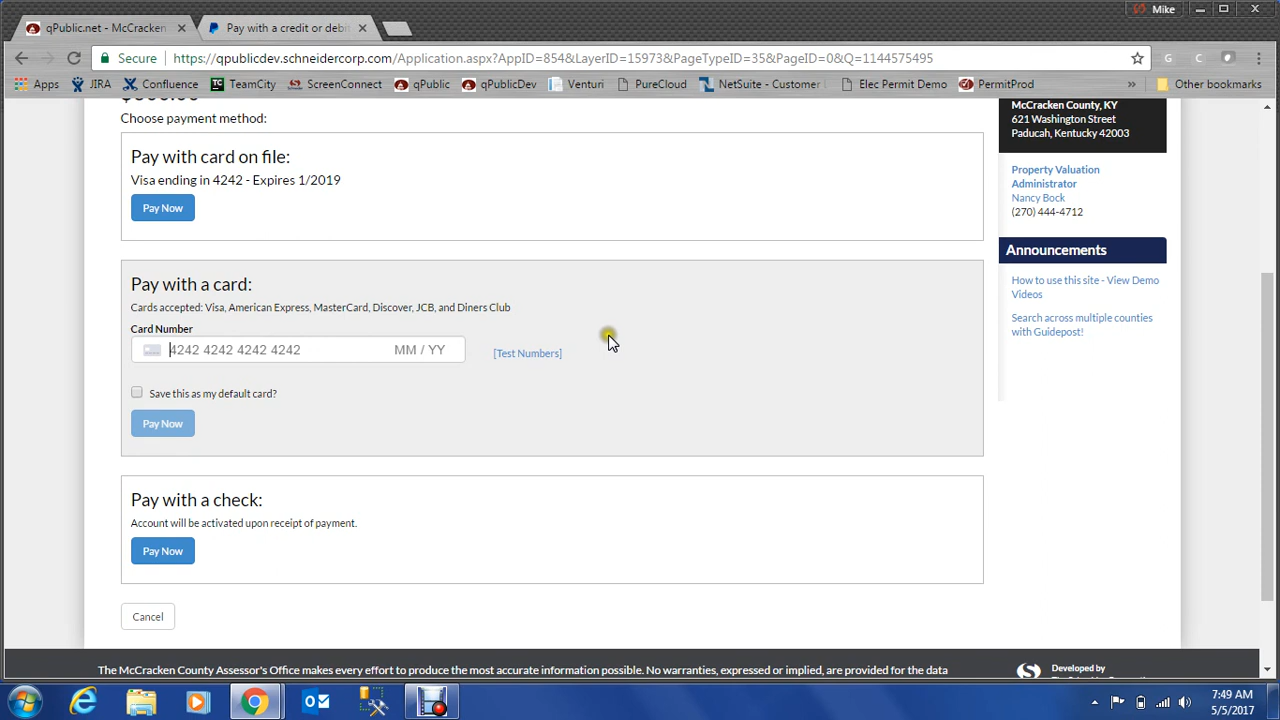 Mike
qPublic.net - McCracken
Pay with a credit or debit
Secure
https://qpublicdev.schneidercorp.com/Application.aspx?AppID=854&LayerID=15973&PageTypeID=35&PageID=0&Q=1144575495
Apps
JIRA
Confluence
TeamCity
ScreenConnect
qPublic
qPublicDev
Venturi
PureCloud
NetSuite - Customer
Elec Permit Demo
PermitProd
»
Other bookmarks
Choose payment method:
Pay with card on file:
Visa ending in 4242 - Expires 1/2019
Pay Now
Pay with a card:
Cards accepted: Visa, American Express, MasterCard, Discover, JCB, and Diners Club
Card Number
4242 4242 4242 4242 MM / YY
[Test Numbers]
Save this as my default card?
Pay Now
Pay with a check:
Account will be activated upon receipt of payment.
Pay Now
Cancel
McCracken County, KY
621 Washington Street
Paducah, Kentucky 42003
Property Valuation
Administrator
Nancy Bock
(270) 444-4712
Announcements
How to use this site - View Demo
Videos
Search across multiple counties
with Guidepost!
The McCracken County Assessor's Office makes every effort to produce the most accurate information possible. No warranties, expressed or implied, are provided for the data
Developed by
7:49 AM
5/5/2017